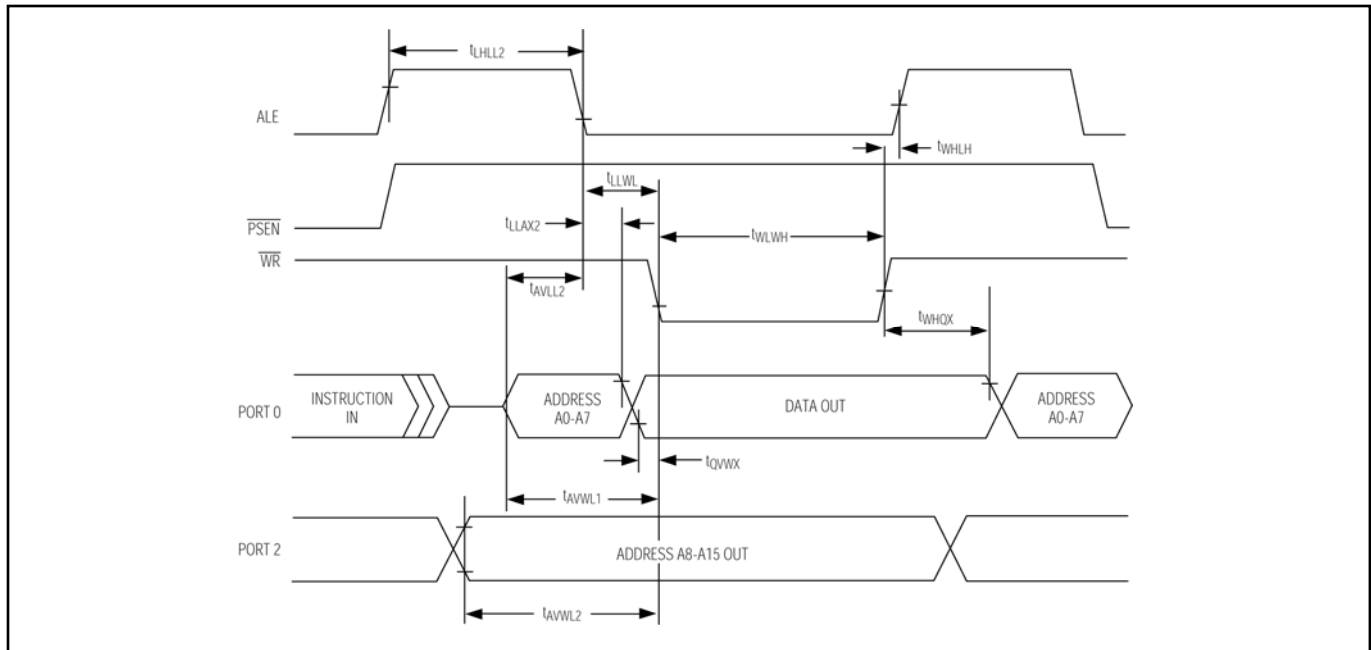 tLHLL2
ALE
tWHLH
tLLWL
tLLAX2
tWLWH
PSEN
WR
tAVLL2
tWHQX
PORT 0
INSTRUCTION
IN
ADDRESS
A0-A7
DATA OUT
ADDRESS
A0-A7
tQVWX
tAVWL1
PORT 2
ADDRESS A8-A15 OUT
tAVWL2